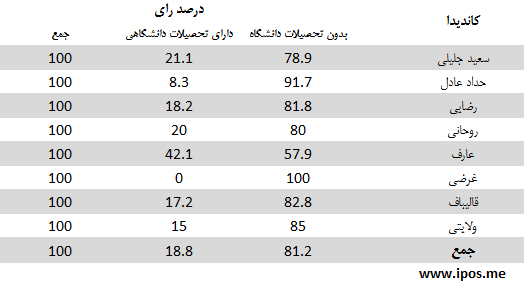 کاندیدا درصد رای
بدون تحصیلات دانشگاه دارای تحصیلات دانشگاهی جمع
سعید جلیلی 78.9 21.1 100
حداد عادل 91.7 8.3 100
رضایی 81.8 18.2 100
روحانی 80 20 100
عارف 57.9 42.1 100
غرضی 100 0 100
قالیباف 82.8 17.2 100
ولایتی 85 15 100
جمع 81.2 18.8 100
www.ipos.me